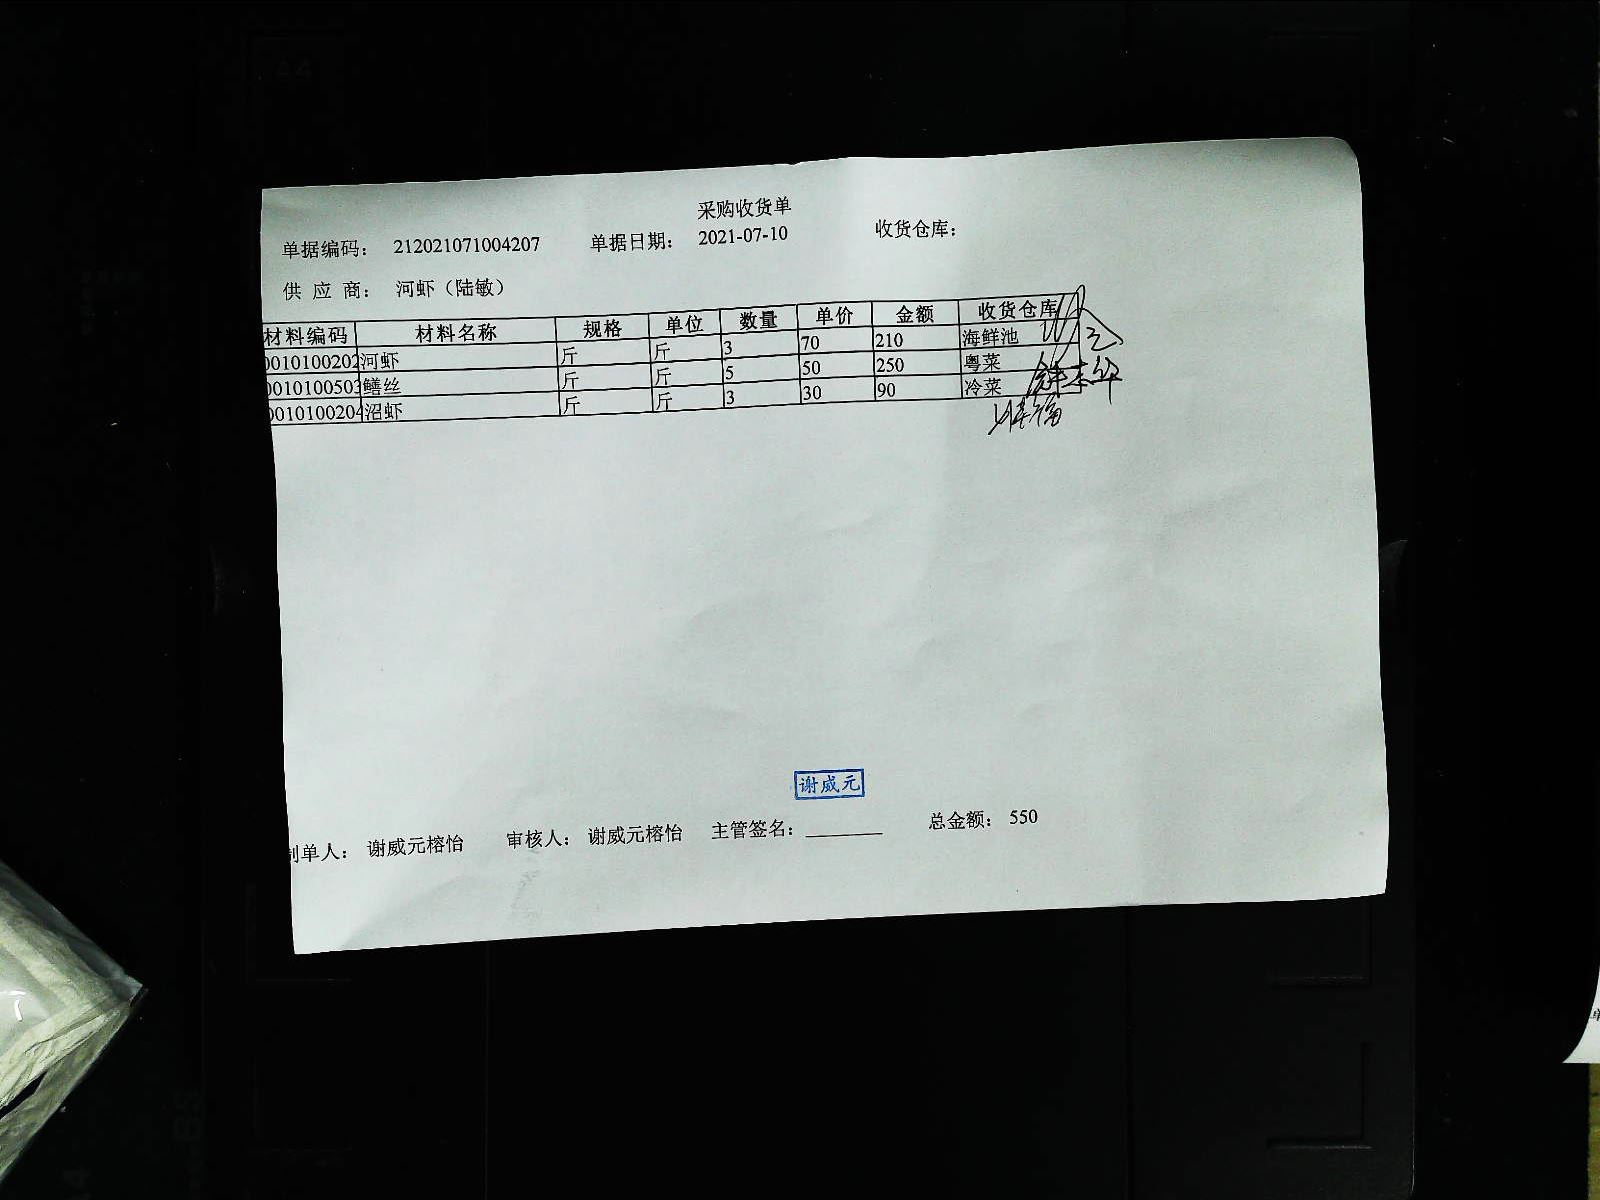 采购收货单
单据编码： 212021071004207 单据日期： 2021-07-10 收货仓库：
供 应 商： 河虾（陆敏）
材料编码 材料名称 规格 单位 数量 单价 金额 收货仓库
0010100202 河虾 斤 斤 3 70 210 海鲜池
0010100503 鳝丝 斤 斤 5 50 250 粤菜
0010100204 沼虾 斤 斤 3 30 90 冷菜
谢威元
制单人： 谢威元榕怡 审核人： 谢威元榕怡 主管签名：________ 总金额： 550